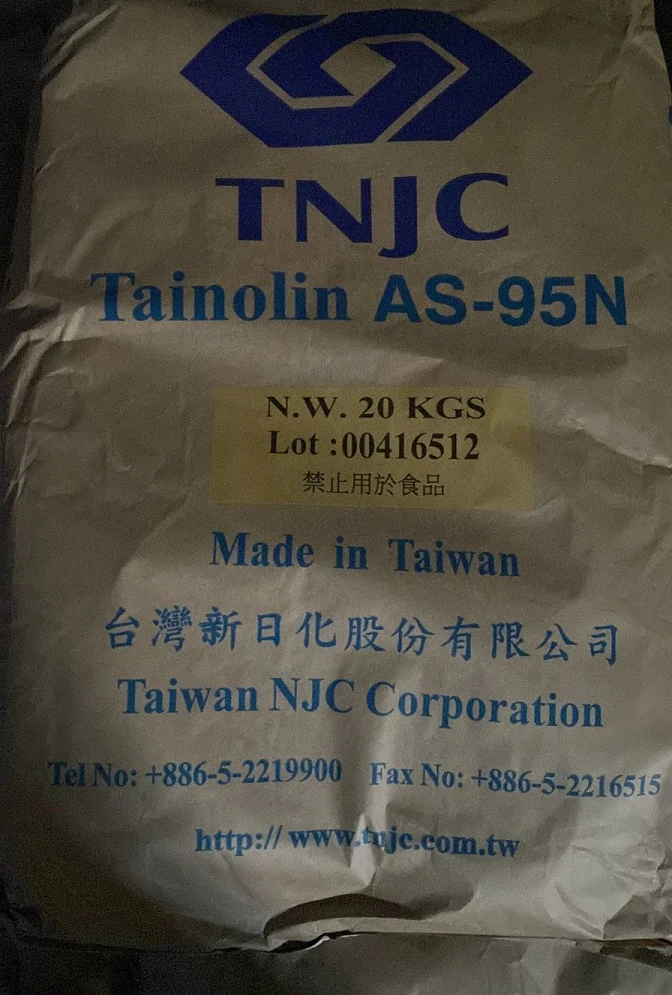 TNJC
Tainolin AS-95N
N.W. 20 KGS
Lot :00416512
禁止用於食品
Made in Taiwan
台灣新日化股份有限公司
Taiwan NJC Corporation
Tel No: +886-5-2219900 Fax No: +886-5-2216515
http:// www.tnjc.com.tw